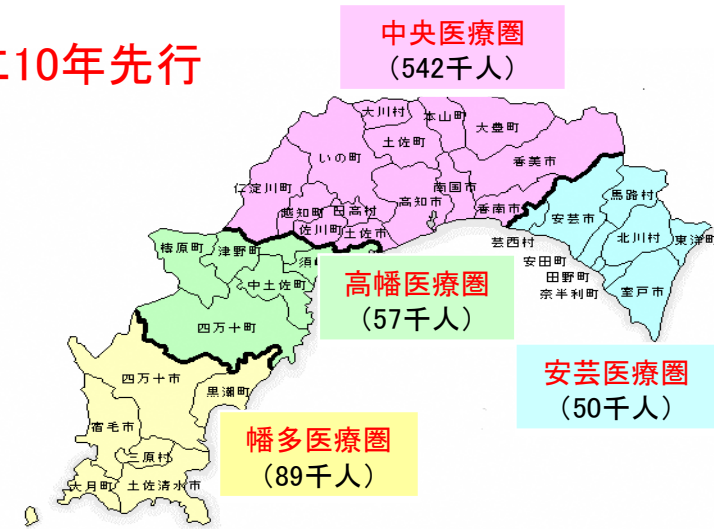 に10年先行
中央医療圏
（542千人）
大川村
本山町
大豊町
土佐町
いの町
香美市
仁淀川町
南国市
越知町
日高村
高知市
香南市
佐川町
土佐市
馬路村
安芸市
北川村
東洋町
芸西村
安田町
田野町
奈半利町
室戸市
梼原町
津野町
須
中土佐町
四万十町
高幡医療圏
（57千人）
安芸医療圏
（50千人）
四万十市
黒潮町
宿毛市
三原村
大月町
土佐清水市
幡多医療圏
（89千人）